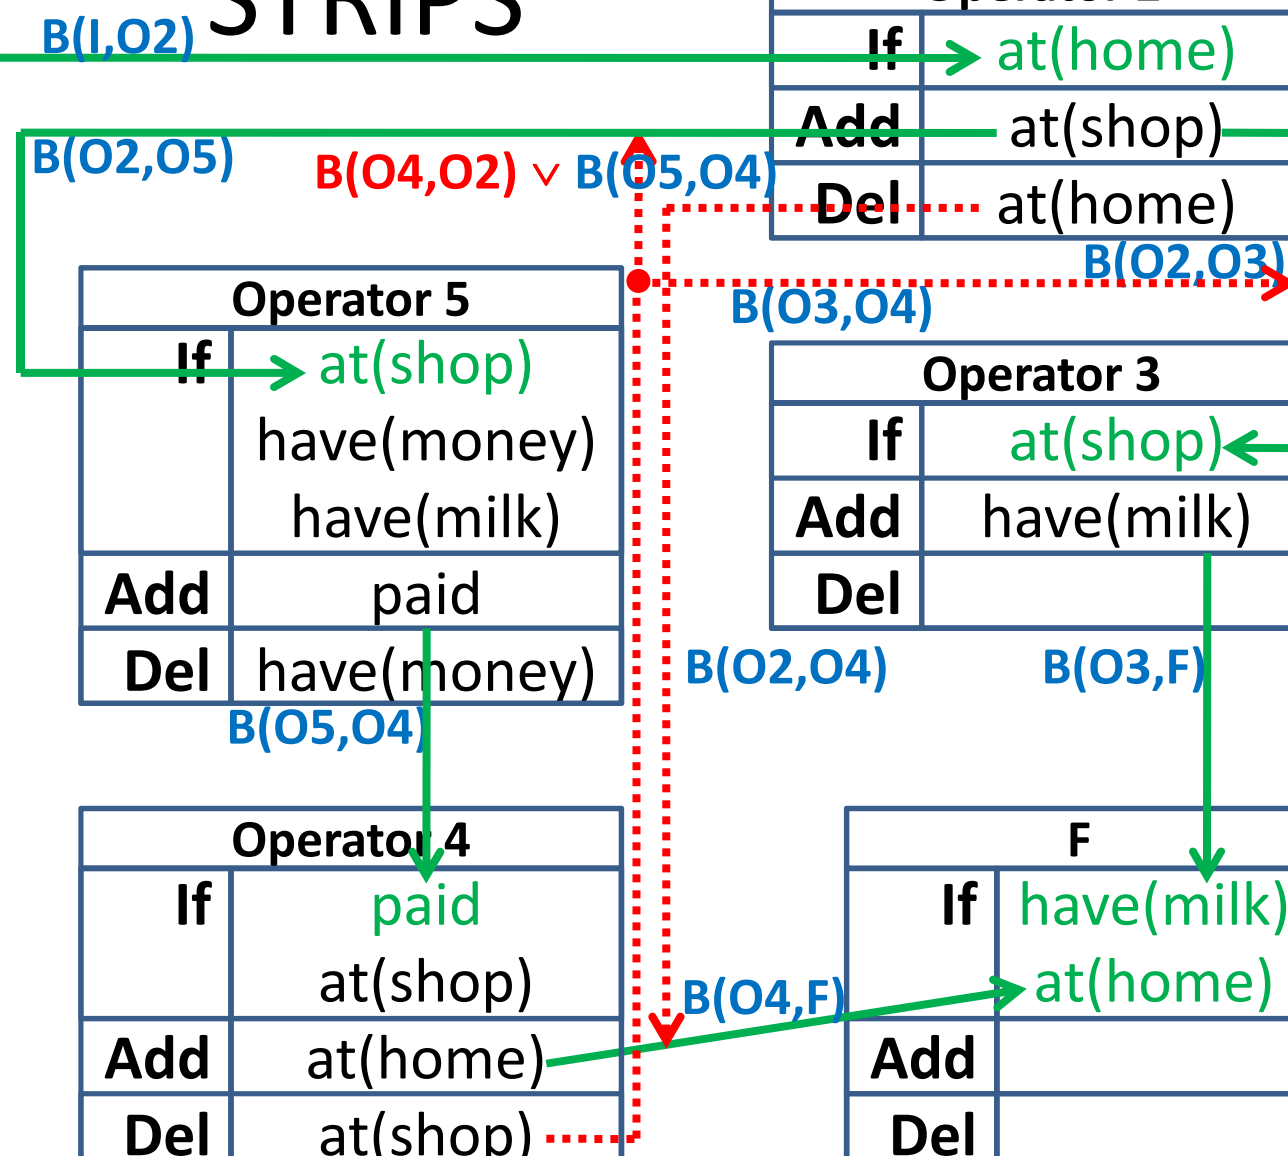 STRIPS
B(I,O2)
If at(home)
Add at(shop)
Del at(home)
B(O2,O5)
B(O4,O2) ∨ B(O5,O4)
B(O2,O3)
B(O3,O4)
Operator 5
If at(shop)
have(money)
have(milk)
Add paid
Del have(money)
B(O5,O4)
Operator 3
If at(shop)
Add have(milk)
Del
B(O2,O4)
B(O3,F)
Operator 4
If paid
at(shop)
Add at(home)
Del at(shop)
B(O4,F)
F
If have(milk)
at(home)
Add
Del